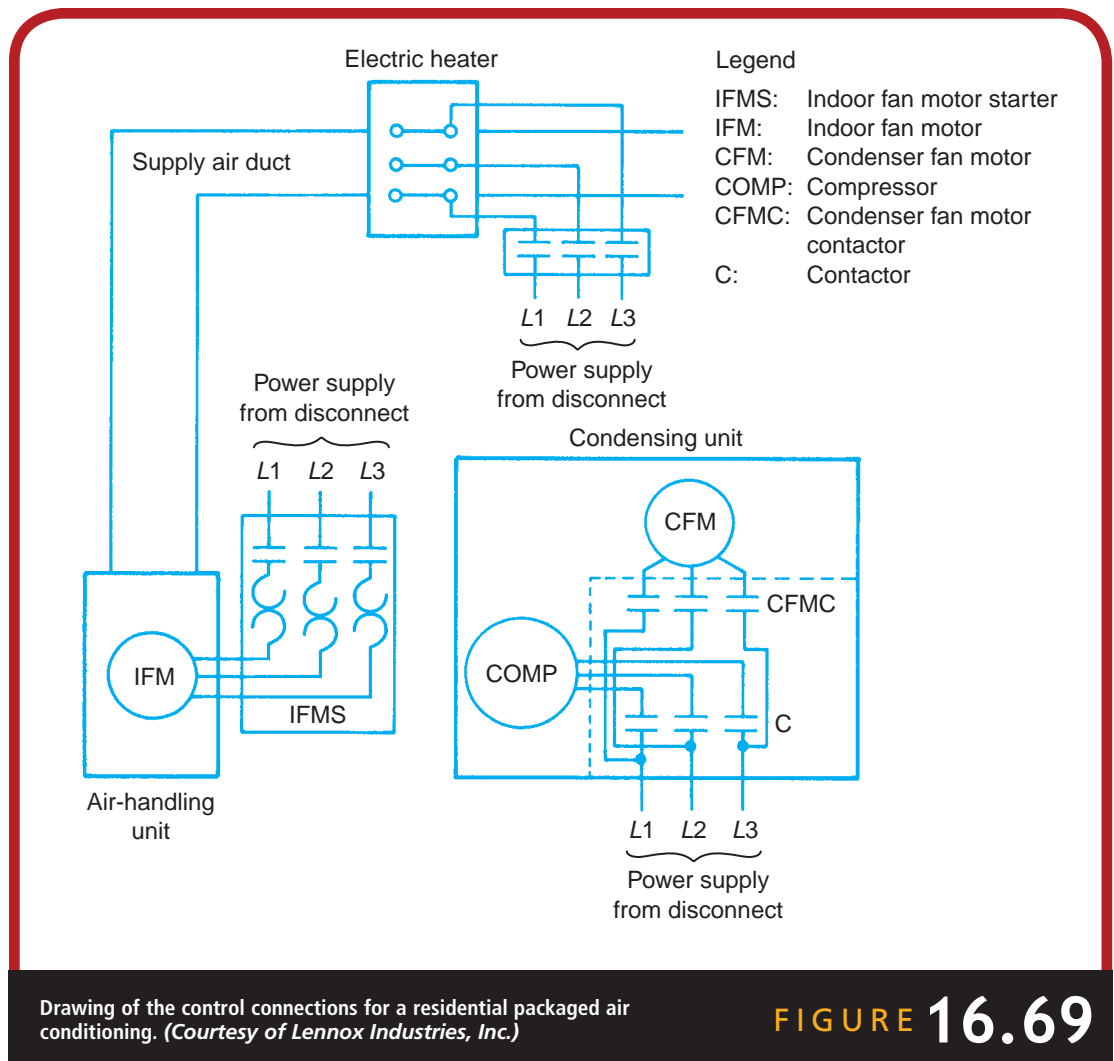 Electric heater
Legend
IFMS: Indoor fan motor starter
IFM: Indoor fan motor
CFM: Condenser fan motor
COMP: Compressor
CFMC: Condenser fan motor
contactor
C: Contactor
Supply air duct
L1 L2 L3
Power supply
from disconnect
Power supply
from disconnect
L1 L2 L3
IFM
IFMS
Air-handling
unit
Condensing unit
CFM
CFMC
COMP
C
L1 L2 L3
Power supply
from disconnect
Drawing of the control connections for a residential packaged air
conditioning. (Courtesy of Lennox Industries, Inc.)
FIGURE 16.69